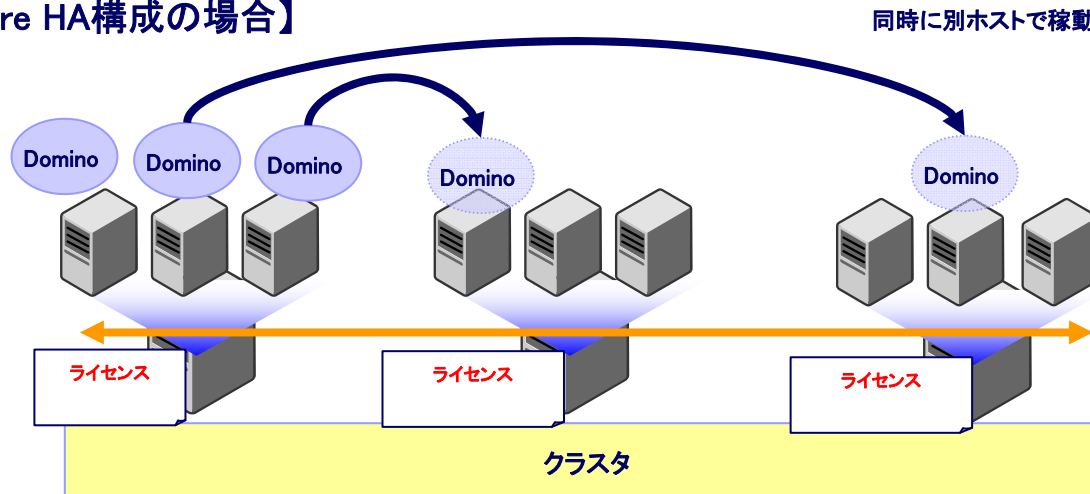 re HA構成の場合】
同時に別ホストで稼動
Domino
Domino
Domino
Domino
Domino
ライセンス
ライセンス
ライセンス
クラスタ